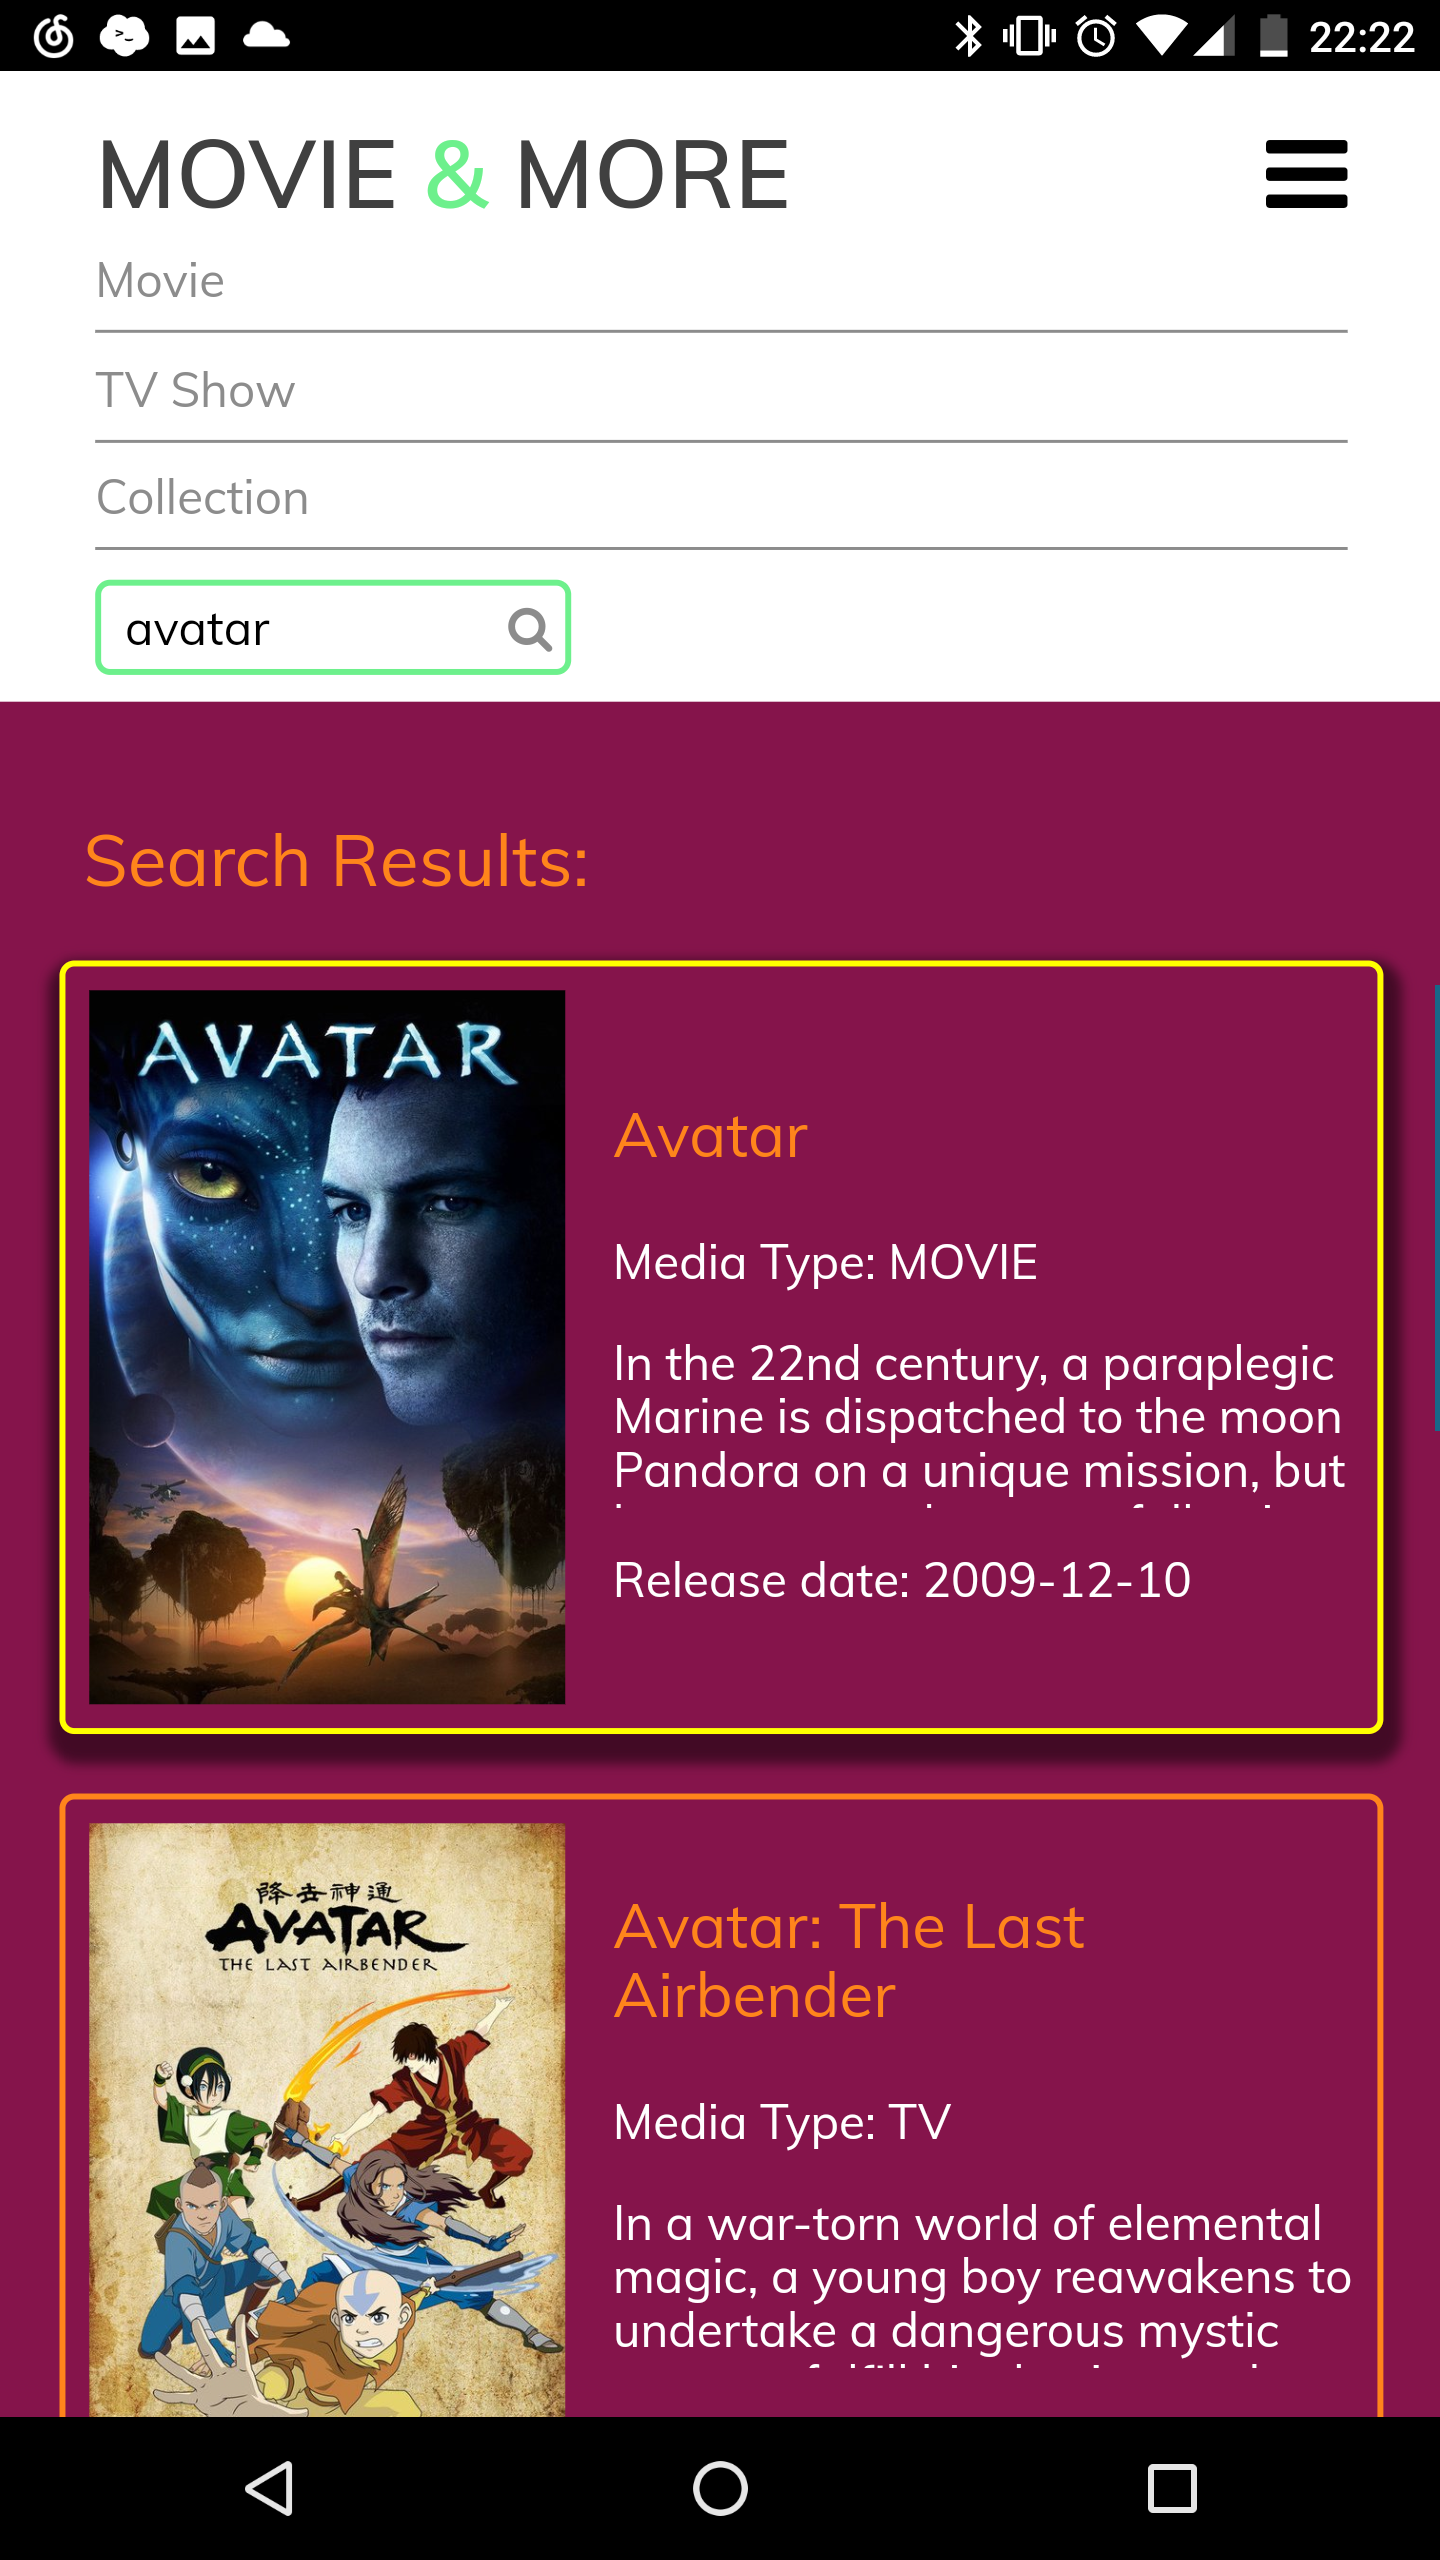 22:22
MOVIE & MORE
Movie
TV Show
Collection
avatar
Search Results:
AVATAR
Avatar
Media Type: MOVIE
In the 22nd century, a paraplegic
Marine is dispatched to the moon
Pandora on a unique mission, but
Release date: 2009-12-10
降去神通
AVATAR
THE LAST AIRBENDER
Avatar: The Last
Airbender
Media Type: TV
In a war-torn world of elemental
magic, a young boy reawakens to
undertake a dangerous mystic